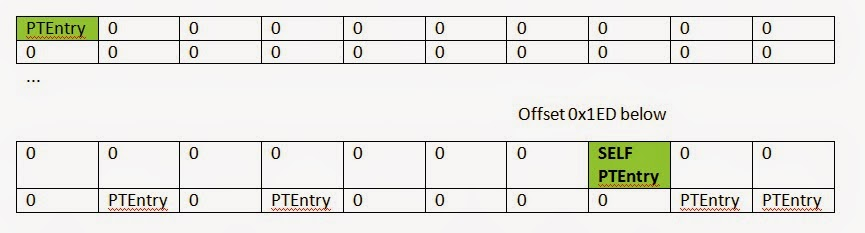 PTEntry 0 0 0 0 0 0 0 0 0
0 0 0 0 0 0 0 0 0 0
...
Offset 0x1ED below
0 0 0 0 0 0 0 SELF PTEntry 0 0
0 PTEntry 0 PTEntry 0 0 0 0 PTEntry PTEntry